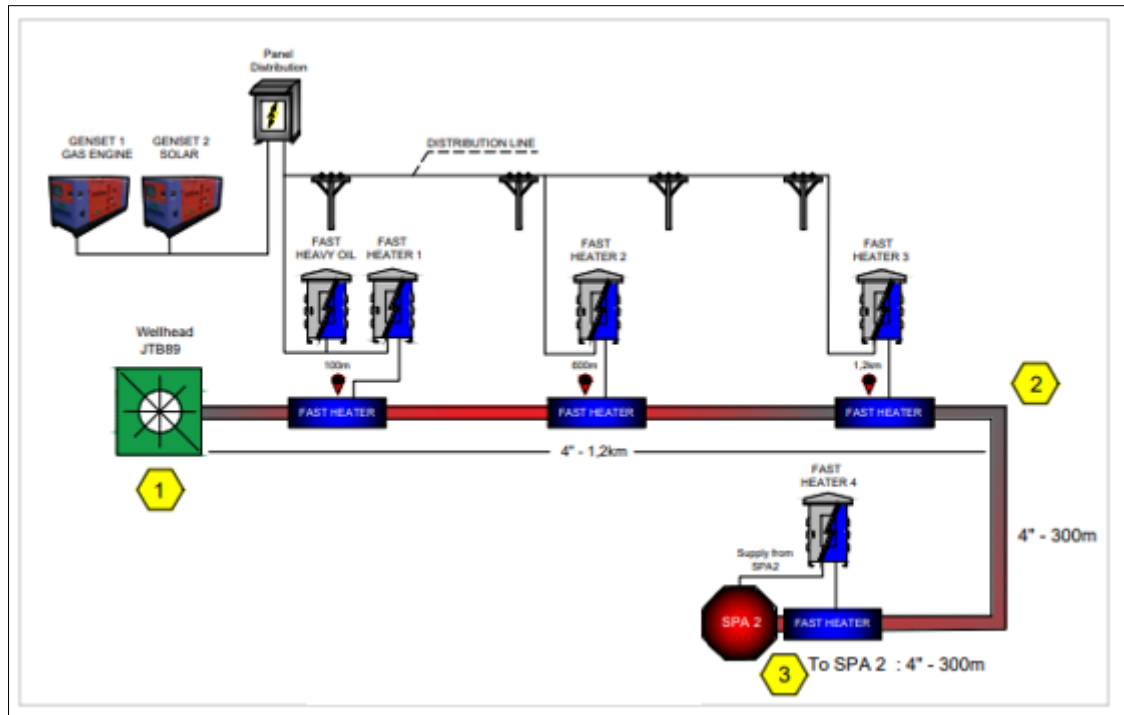 Panel
Distribution
GENSET 1
GAS ENGINE
GENSET 2
SOLAR
DISTRIBUTION LINE
FAST
HEAVY OIL
FAST
HEATER 1
FAST
HEATER 2
FAST
HEATER 3
Wellhead
JTB89
100m
600m
1,2km
FAST HEATER
FAST HEATER
FAST HEATER
2
4" - 1,2km
1
FAST
HEATER 4
4" - 300m
Supply from
SPA2
SPA 2
FAST HEATER
3
To SPA 2 : 4" - 300m